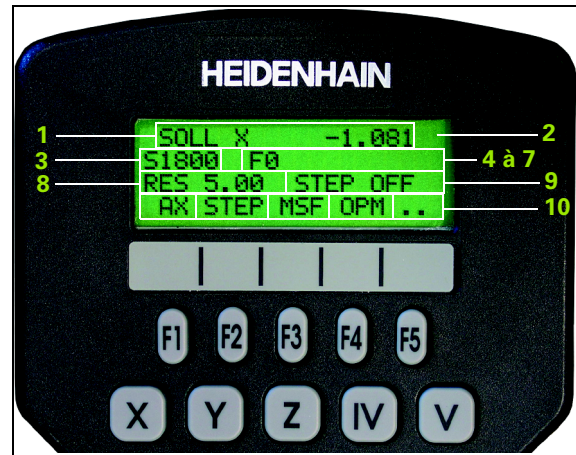 HEIDENHAIN
1 SOLL X -1.081 2
3 S1800 F0 4 à 7
8 RES 5.00 STEP OFF 9
AX STEP MSF OPM .. 10
F1 F2 F3 F4 F5
X Y Z IV V